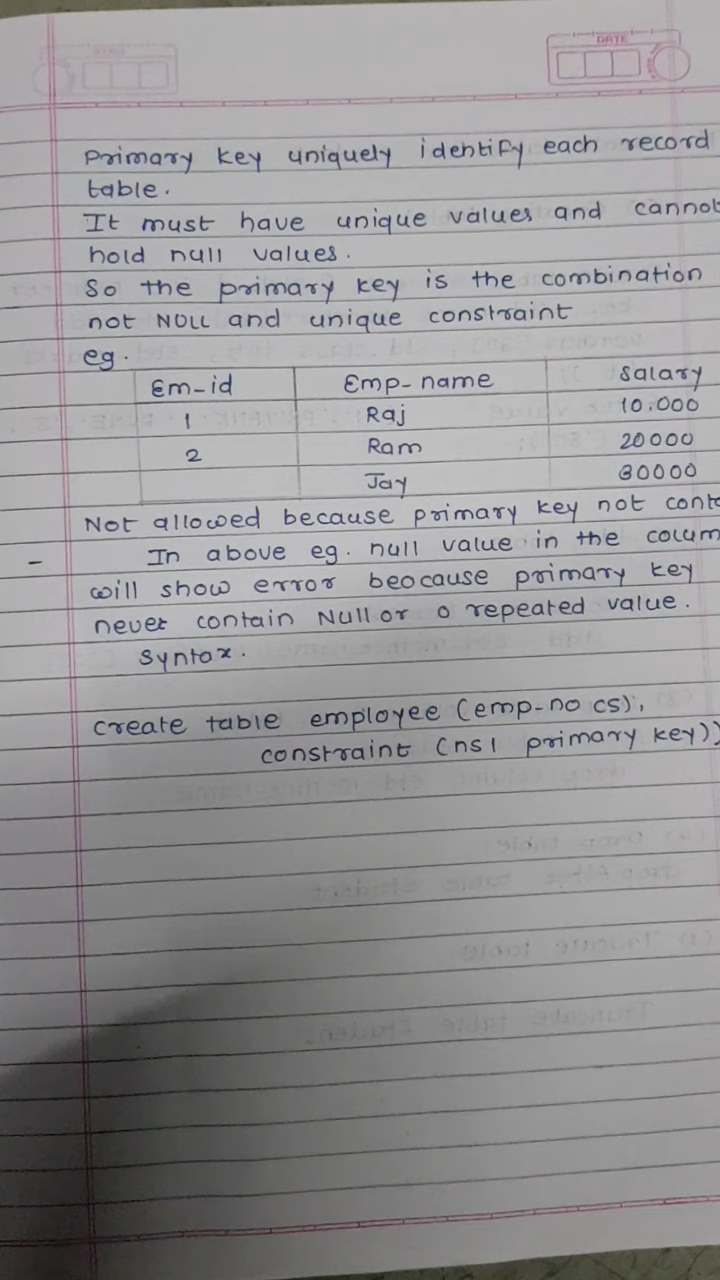 DATE
Primary key uniquely identify each record
table.
It must have unique values and cannot
hold null values.
So the primary key is the combination
not NULL and unique constraint
eg.
Em-id Emp-name Salary
1 Raj 10.000
2 Ram 20000
Jay 30000
Not allowed because primary key not conta
- In above eg. null value in the colum
will show error beocause primary key
never contain Null or 0 repeated value.
Syntax.
Create table employee (emp-no cs),
constraint cns1 primary key))